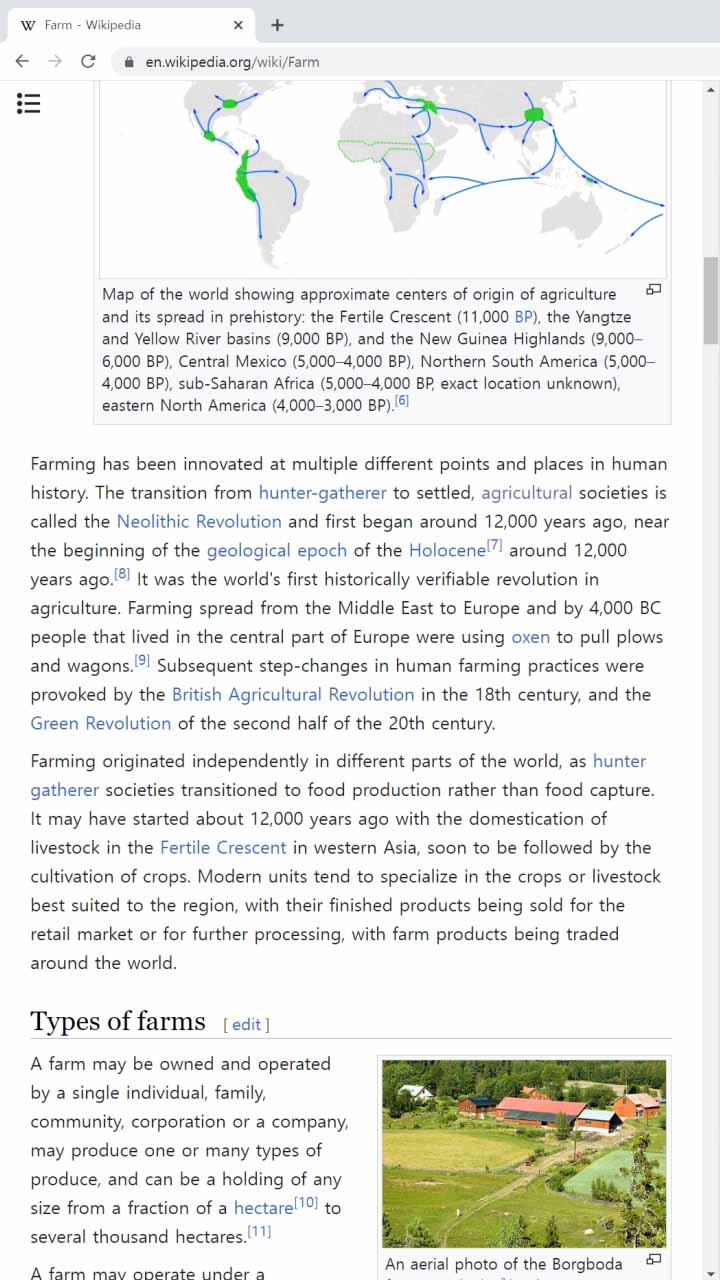 Farm - Wikipedia
en.wikipedia.org/wiki/Farm
Map of the world showing approximate centers of origin of agriculture
and its spread in prehistory: the Fertile Crescent (11,000 BP), the Yangtze
and Yellow River basins (9,000 BP), and the New Guinea Highlands (9,000–
6,000 BP), Central Mexico (5,000–4,000 BP), Northern South America (5,000–
4,000 BP), sub-Saharan Africa (5,000–4,000 BP, exact location unknown),
eastern North America (4,000–3,000 BP).[6]
Farming has been innovated at multiple different points and places in human
history. The transition from hunter-gatherer to settled, agricultural societies is
called the Neolithic Revolution and first began around 12,000 years ago, near
the beginning of the geological epoch of the Holocene[7] around 12,000
years ago.[8] It was the world's first historically verifiable revolution in
agriculture. Farming spread from the Middle East to Europe and by 4,000 BC
people that lived in the central part of Europe were using oxen to pull plows
and wagons.[9] Subsequent step-changes in human farming practices were
provoked by the British Agricultural Revolution in the 18th century, and the
Green Revolution of the second half of the 20th century.
Farming originated independently in different parts of the world, as hunter
gatherer societies transitioned to food production rather than food capture.
It may have started about 12,000 years ago with the domestication of
livestock in the Fertile Crescent in western Asia, soon to be followed by the
cultivation of crops. Modern units tend to specialize in the crops or livestock
best suited to the region, with their finished products being sold for the
retail market or for further processing, with farm products being traded
around the world.
Types of farms [ edit ]
A farm may be owned and operated
by a single individual, family,
community, corporation or a company,
may produce one or many types of
produce, and can be a holding of any
size from a fraction of a hectare[10] to
several thousand hectares.[11]
A farm may operate under a
An aerial photo of the Borgboda